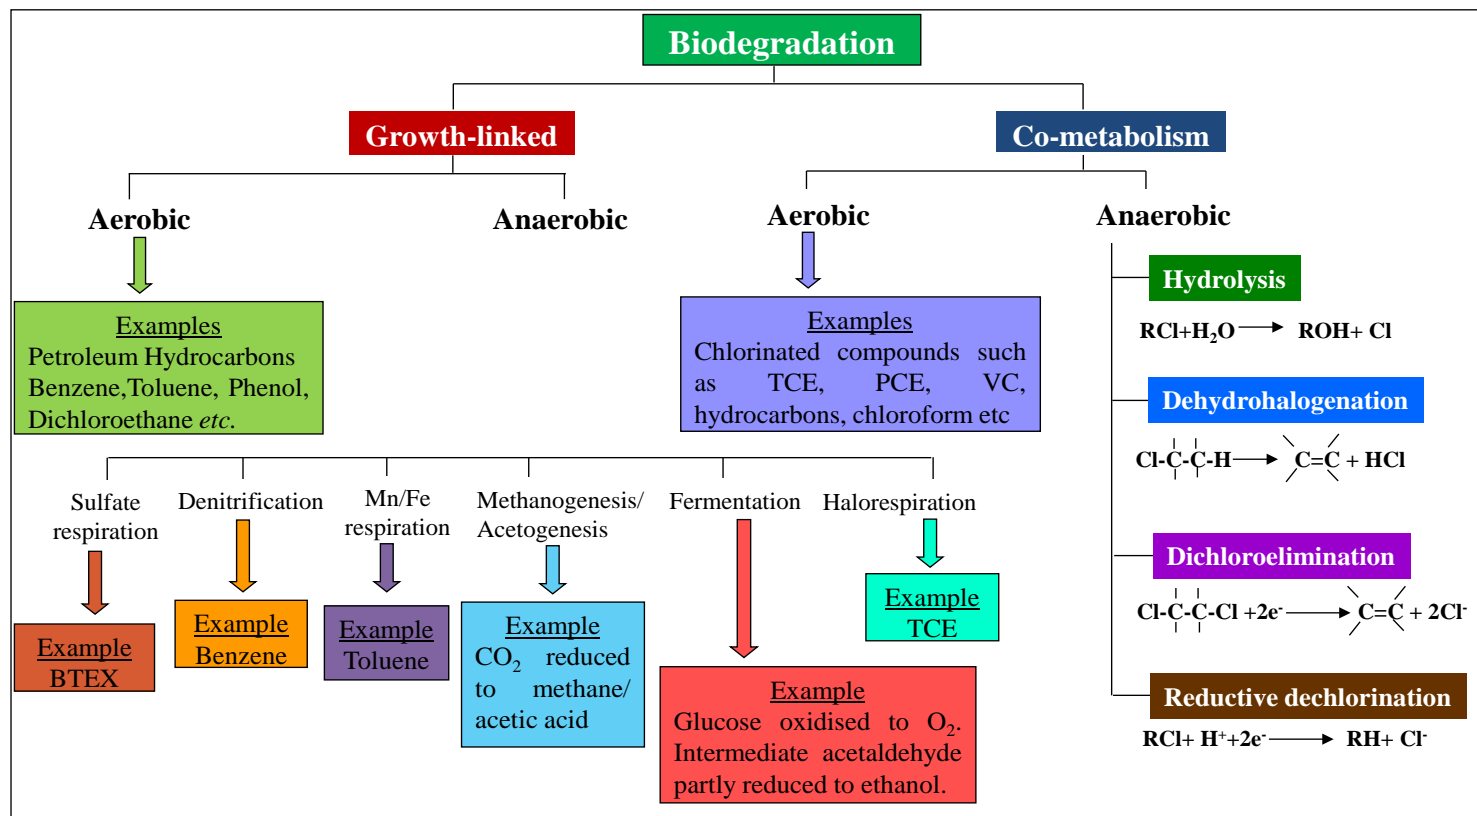 Biodegradation
Growth-linked
Co-metabolism
Aerobic
Anaerobic
Aerobic
Anaerobic
Examples
Petroleum Hydrocarbons
Benzene,Toluene, Phenol,
Dichloroethane etc.
Examples
Chlorinated compounds such
as TCE, PCE, VC,
hydrocarbons, chloroform etc
Hydrolysis
RCl+H₂O → ROH+ Cl
Dehydrohalogenation
Cl-C-C-H → C=C + HCl
Dichloroelimination
Cl-C-C-Cl +2e⁻ → C=C + 2Cl⁻
Reductive dechlorination
RCl+ H⁺+2e⁻ → RH+ Cl⁻
Sulfate
respiration
Denitrification
Mn/Fe
respiration
Methanogenesis/
Acetogenesis
Fermentation
Halorespiration
Example
BTEX
Example
Benzene
Example
Toluene
Example
CO₂ reduced
to methane/
acetic acid
Example
Glucose oxidised to O₂.
Intermediate acetaldehyde
partly reduced to ethanol.
Example
TCE